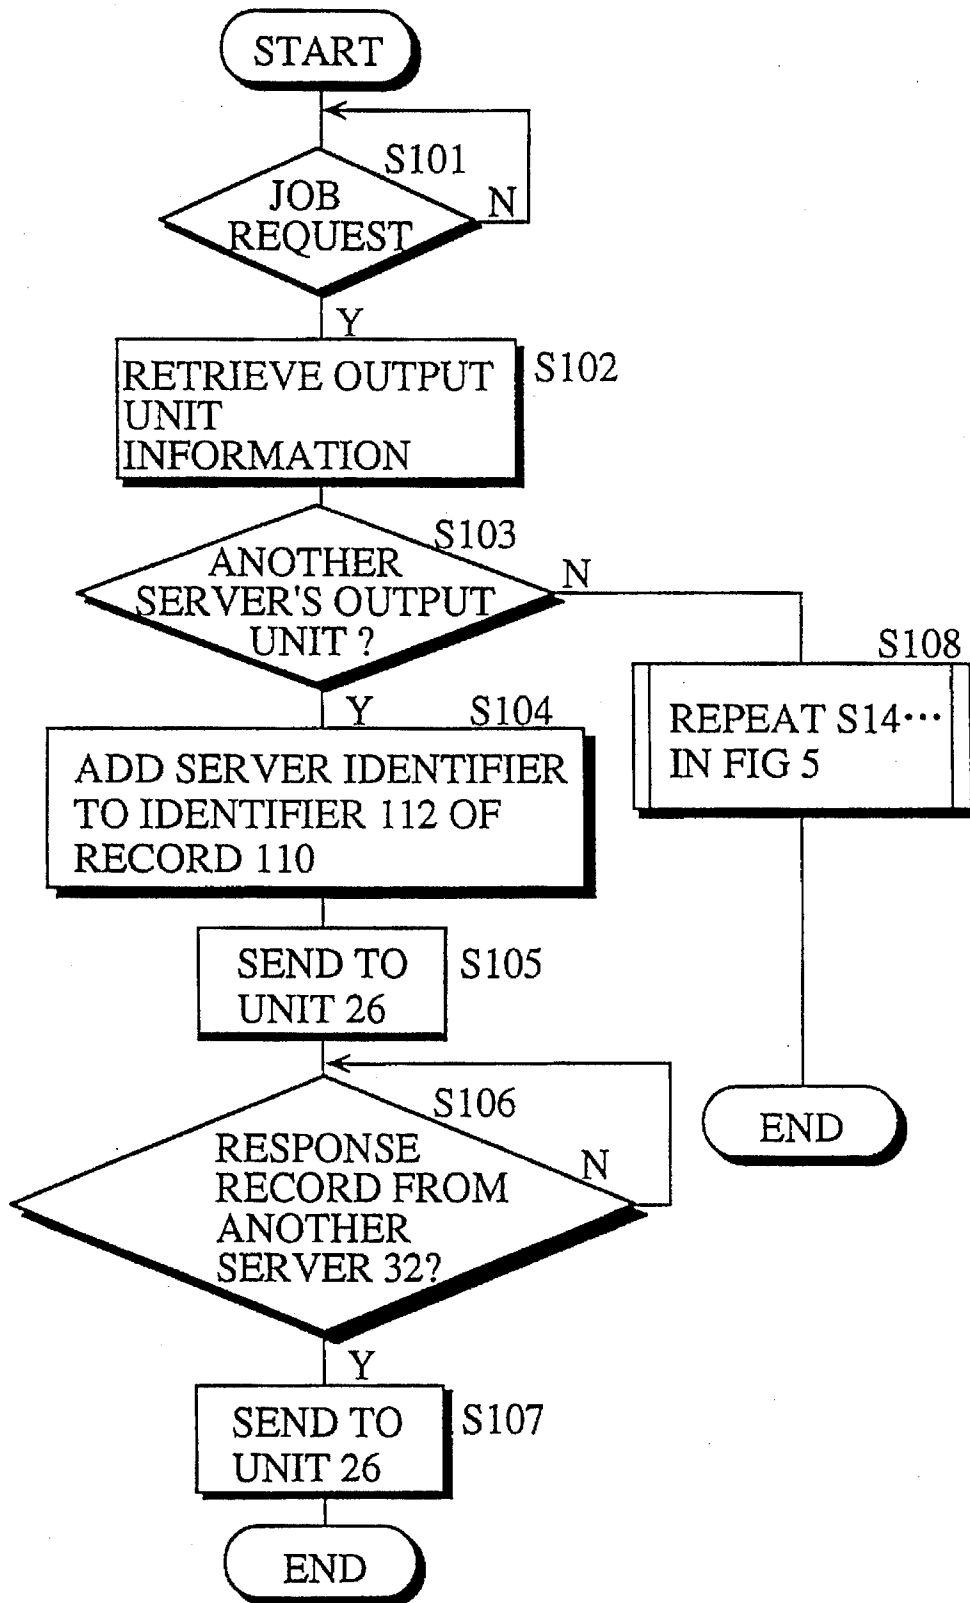 START
S101
JOB
REQUEST
N
Y
S102
RETRIEVE OUTPUT
UNIT
INFORMATION
S103
ANOTHER
SERVER'S OUTPUT
UNIT ?
N
Y
S108
REPEAT S14···
IN FIG 5
S104
ADD SERVER IDENTIFIER
TO IDENTIFIER 112 OF
RECORD 110
SEND TO
UNIT 26
S105
END
S106
RESPONSE
RECORD FROM
ANOTHER
SERVER 32?
N
Y
SEND TO
UNIT 26
S107
END